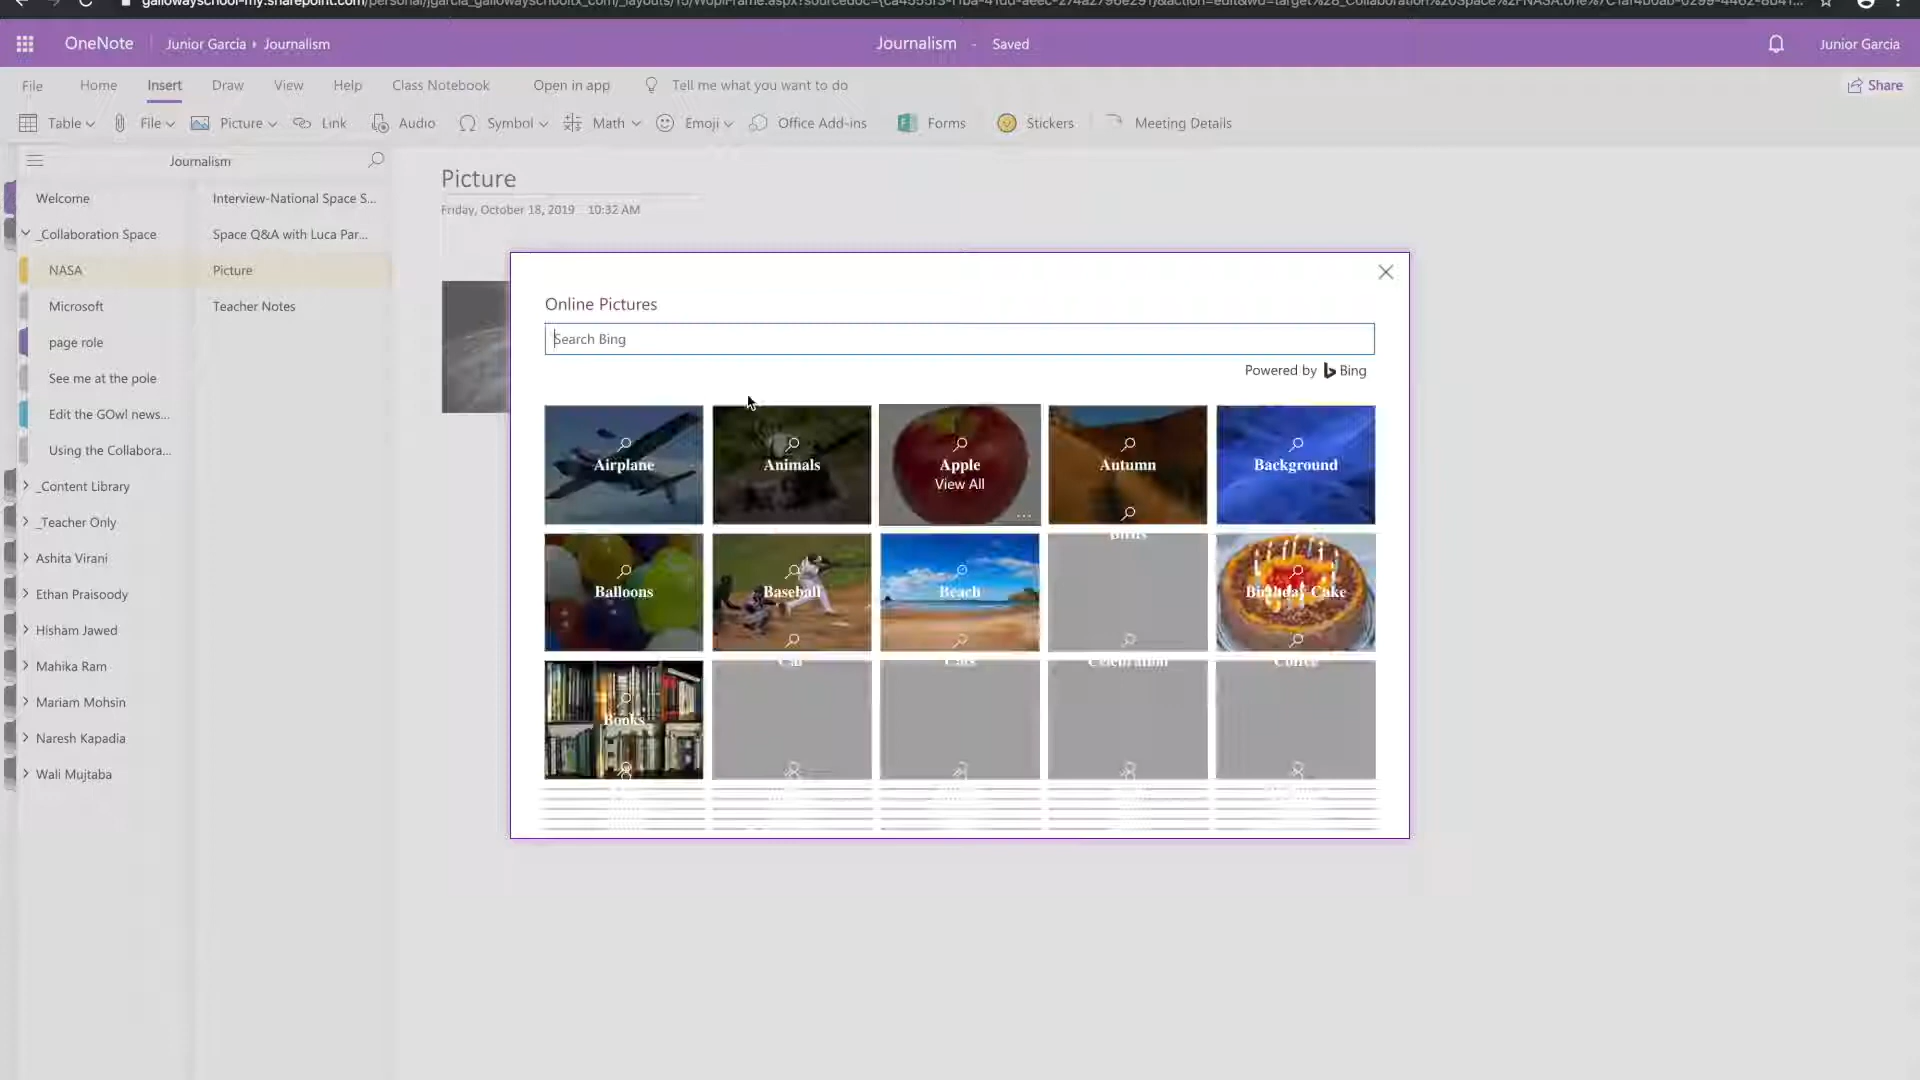 OneNote Junior Garcia › Journalism Journalism - Saved Junior Garcia
File Home Insert Draw View Help Class Notebook Open in app Tell me what you want to do Share
Table File Picture Link Audio Symbol Math Emoji Office Add-ins Forms Stickers Meeting Details
Journalism
Welcome
_Collaboration Space
NASA
Microsoft
page role
See me at the pole
Edit the GOwl news...
Using the Collabora...
_Content Library
_Teacher Only
Ashita Virani
Ethan Praisoody
Hisham Jawed
Mahika Ram
Mariam Mohsin
Naresh Kapadia
Wali Mujtaba
Interview-National Space S...
Space Q&A with Luca Par...
Picture
Teacher Notes
Picture
Friday, October 18, 2019 10:32 AM
Online Pictures
Search Bing
Powered by Bing
Airplane Animals Apple Autumn Background
View All
Balloons Baseball Beach Birds Birthday Cake
Books Car Cats Celebration Coffee